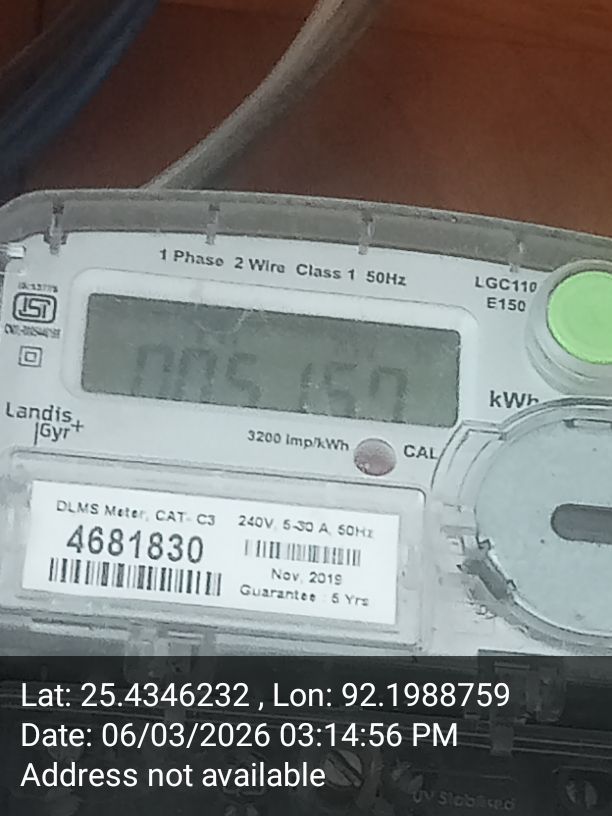 1 Phase 2 Wire Class 1 50Hz
LGC110
E150
kWh
Landis
Gyr+
3200 Imp/kWh
CAL
DLMS Meter, CAT- C3
4681830
240V, 5-30 A, 50Hz
Nov, 2019
Guarantee : 5 Yrs
Lat: 25.4346232 , Lon: 92.1988759
Date: 06/03/2026 03:14:56 PM
Address not available
UV Stabilised